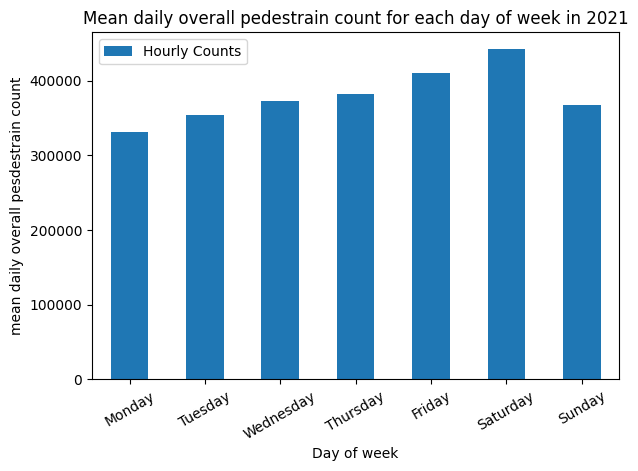 Mean daily overall pedestrain count for each day of week in 2021
Hourly Counts
mean daily overall pesdestrain count
400000
300000
200000
100000
0
Monday
Tuesday
Wednesday
Thursday
Friday
Saturday
Sunday
Day of week